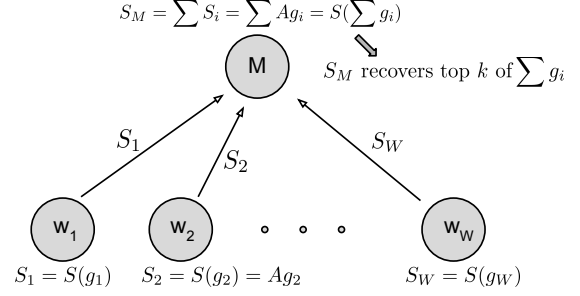 S_M = ∑ S_i = ∑ Ag_i = S(∑ g_i)
M
S_M recovers top k of ∑ g_i
S_1
S_2
S_W
w_1
w_2
w_W
S_1 = S(g_1)
S_2 = S(g_2) = Ag_2
S_W = S(g_W)